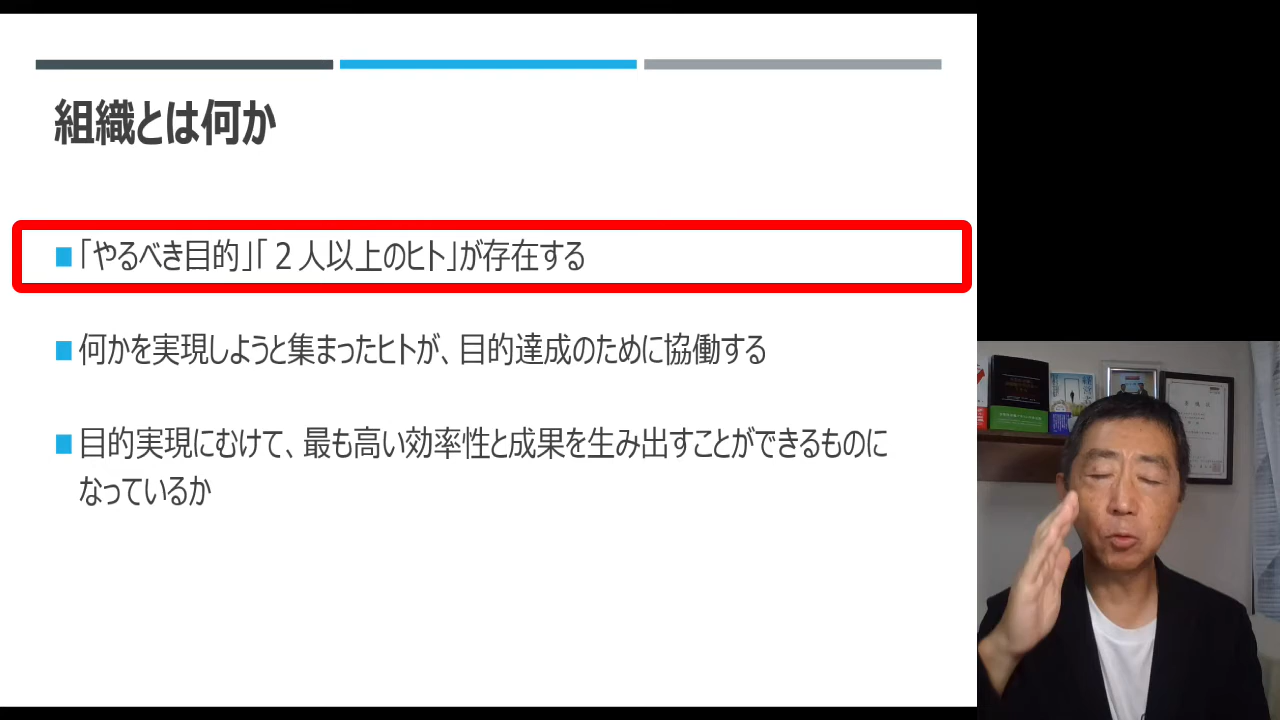 組織とは何か
「やるべき目的」「２人以上のヒト」が存在する
何かを実現しようと集まったヒトが、目的達成のために協働する
目的実現にむけて、最も高い効率性と成果を生み出すことができるものに
なっているか